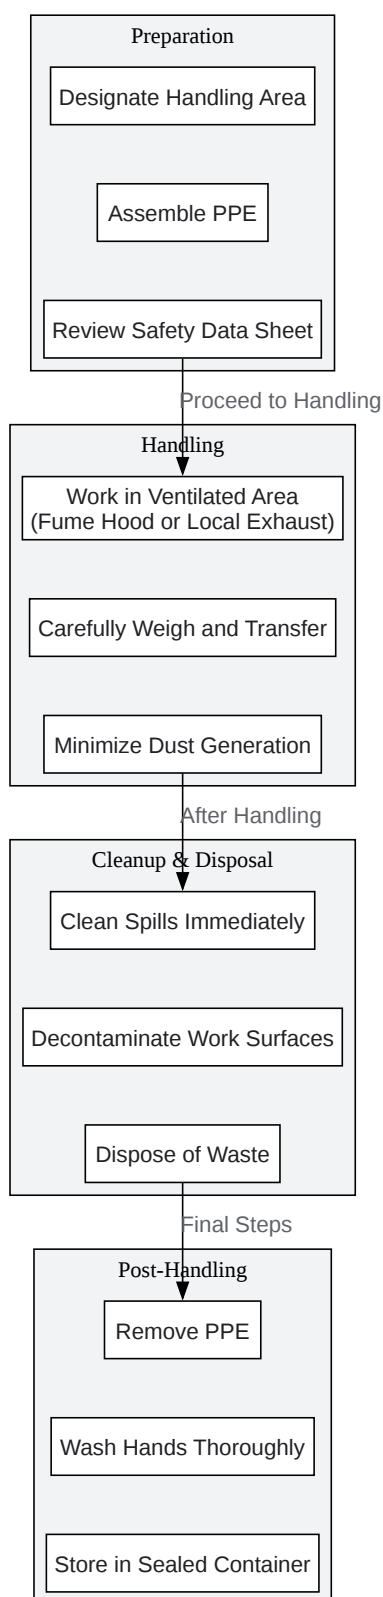 Preparation
Designate Handling Area
Assemble PPE
Review Safety Data Sheet
Proceed to Handling
Handling
Work in Ventilated Area
(Fume Hood or Local Exhaust)
Carefully Weigh and Transfer
Minimize Dust Generation
After Handling
Cleanup & Disposal
Clean Spills Immediately
Decontaminate Work Surfaces
Dispose of Waste
Final Steps
Post-Handling
Remove PPE
Wash Hands Thoroughly
Store in Sealed Container